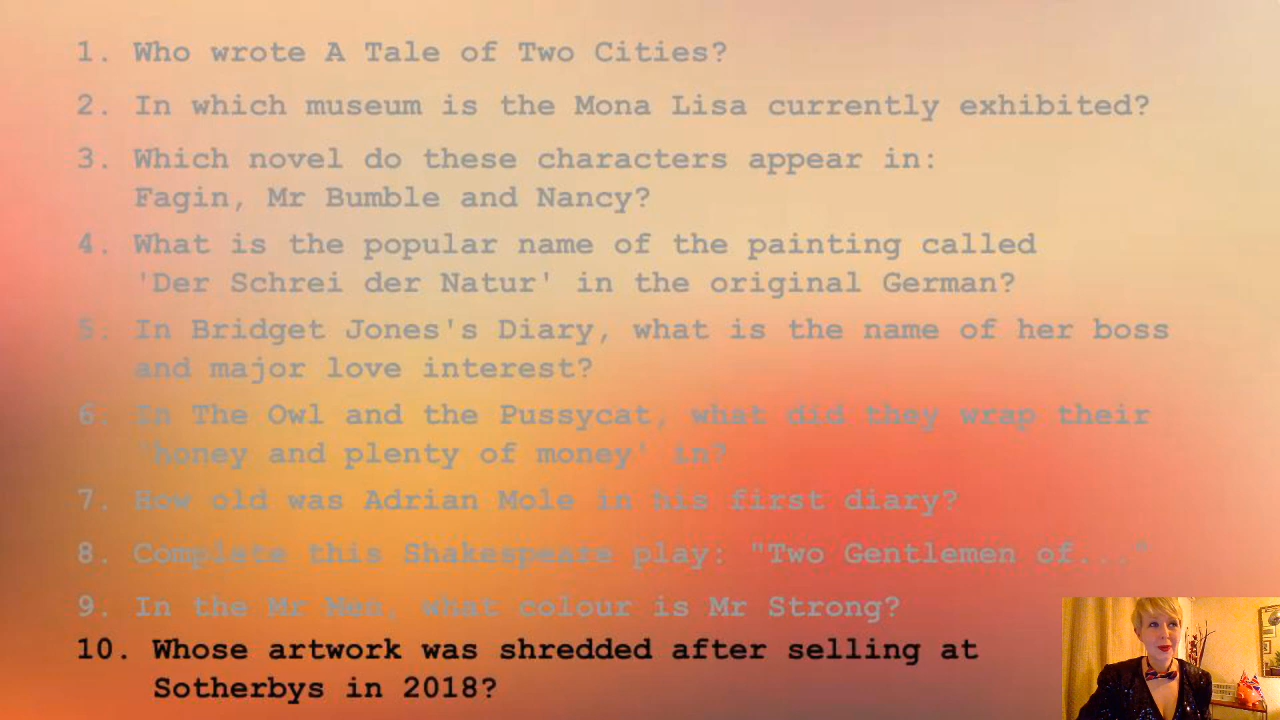 1. Who wrote A Tale of Two Cities?
2. In which museum is the Mona Lisa currently exhibited?
3. Which novel do these characters appear in:
Fagin, Mr Bumble and Nancy?
4. What is the popular name of the painting called
'Der Schrei der Natur' in the original German?
5. In Bridget Jones's Diary, what is the name of her boss
and major love interest?
6. In The Owl and the Pussycat, what did they wrap their
'honey and plenty of money' in?
7. How old was Adrian Mole in his first diary?
8. Complete this Shakespeare play: "Two Gentlemen of..."
9. In the Mr Men, what colour is Mr Strong?
10. Whose artwork was shredded after selling at
Sotherbys in 2018?